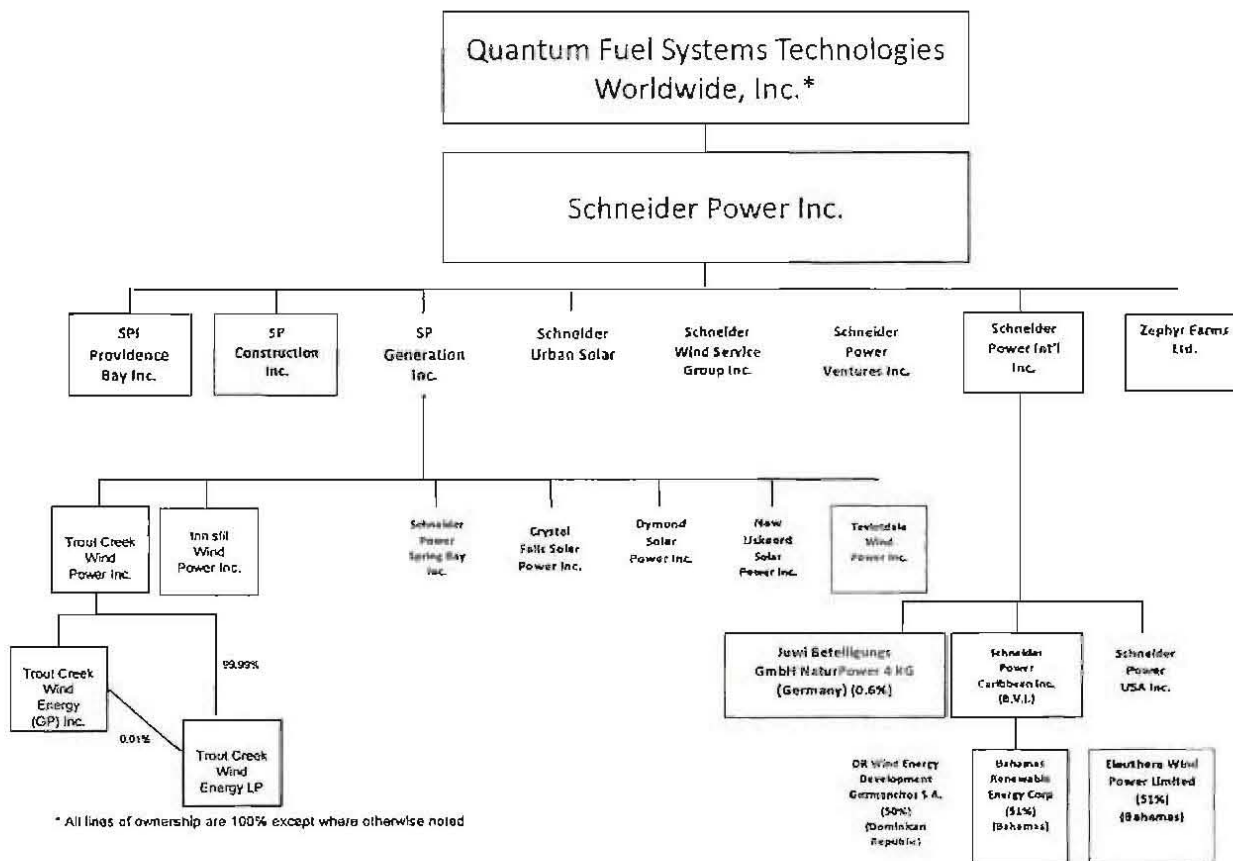 Quantum Fuel Systems Technologies
Worldwide, Inc.*
Schneider Power Inc.
SPI
Providence
Bay Inc.
SP
Construction
Inc.
SP
Generation
Inc.
Schneider
Urban Solar
Schneider
Wind Service
Group Inc.
Schneider
Power
Ventures Inc.
Schneider
Power Int'l
Inc.
Zephyr Farms
Ltd.
Trout Creek
Wind
Power Inc.
Innisfil
Wind
Power Inc.
Schneider
Power
Spring Bay
Inc.
Crystal
Falls Solar
Power Inc.
Dymond
Solar
Power Inc.
New
Liskeard
Solar
Power Inc.
Teviotdale
Wind
Power Inc.
Trout Creek
Wind
Energy
(GP) Inc.
99.99%
0.01%
Trout Creek
Wind
Energy LP
Juwi Beteiligungs
GmbH NaturPower 4 KG
(Germany) (0.6%)
Schneider
Power
Caribbean Inc.
(B.V.I.)
Schneider
Power
USA Inc.
DR Wind Energy
Development
S.A.
(50%)
(Dominican
Republic)
Bahamas
Renewable
Energy Corp
(51%)
(Bahamas)
Eleuthera Wind
Power Limited
(51%)
(Bahamas)
* All lines of ownership are 100% except where otherwise noted